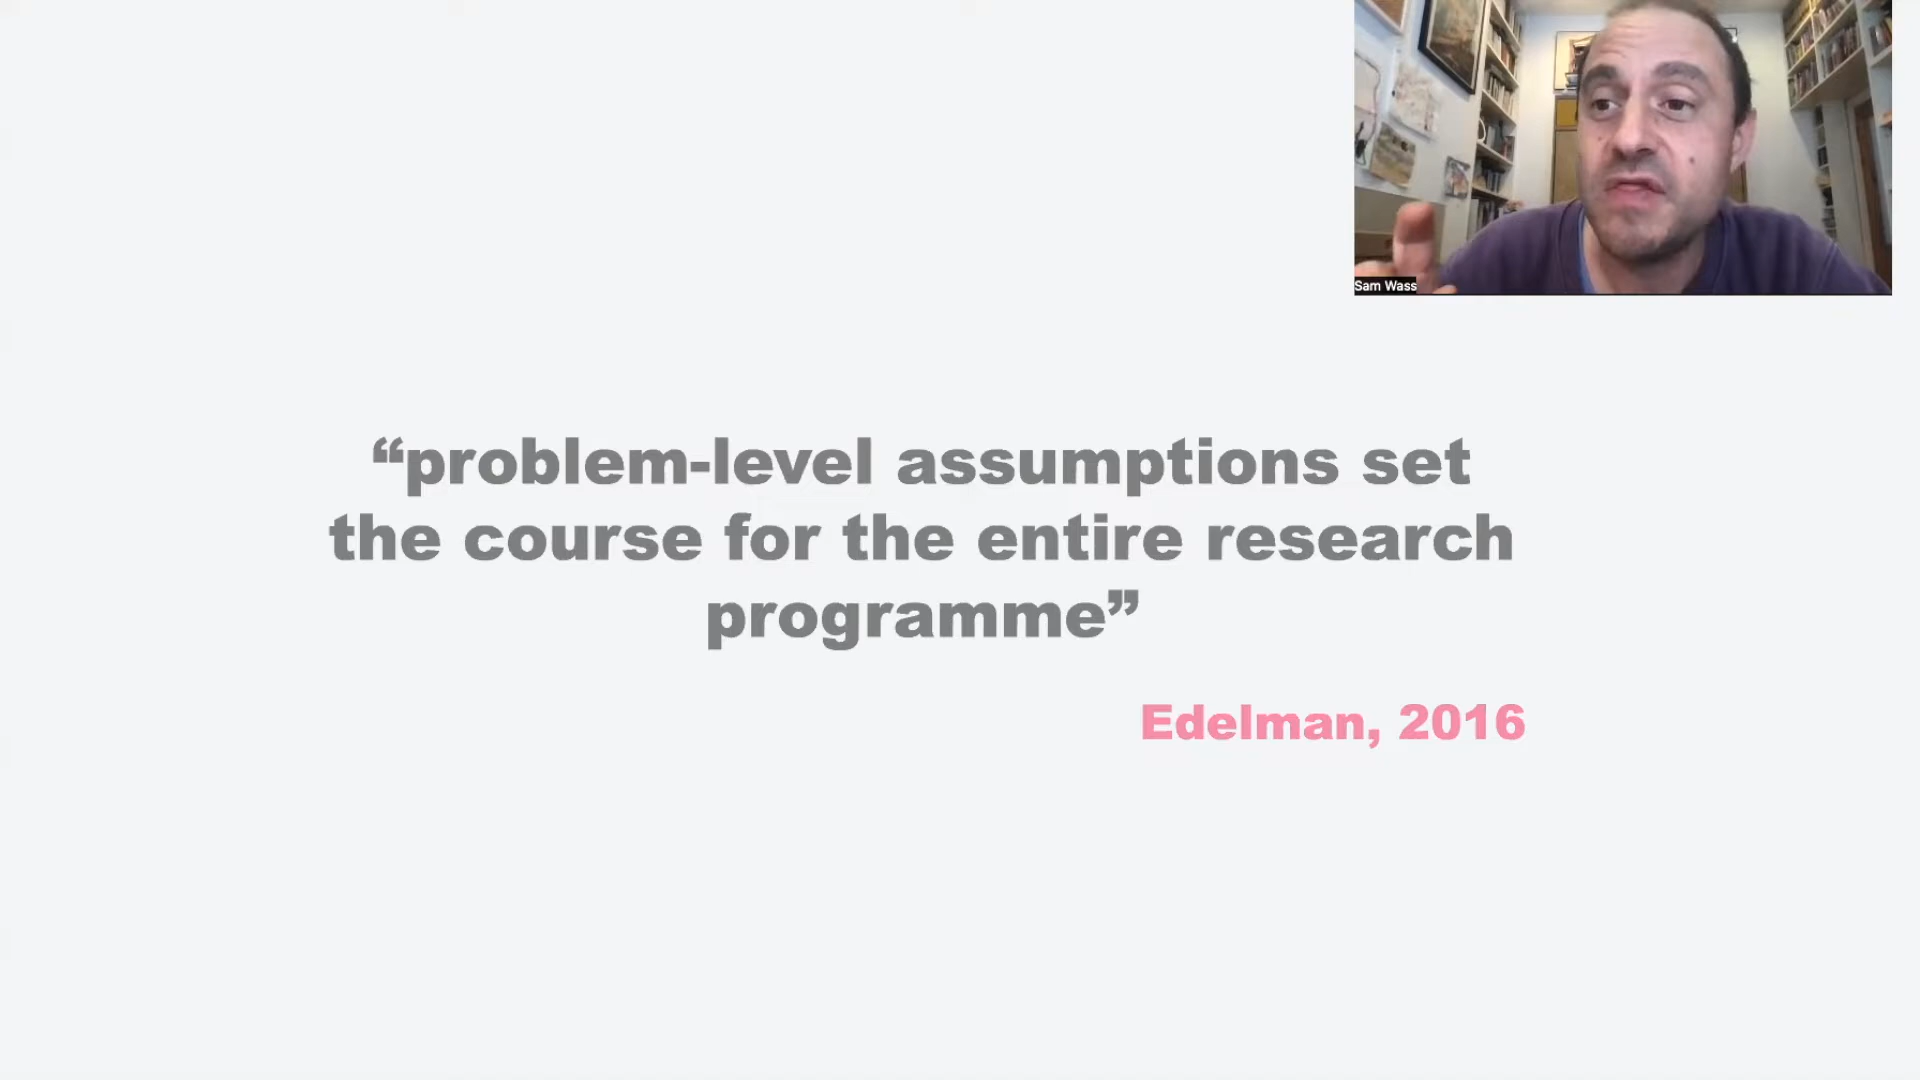 Sam Wass
“problem-level assumptions set
the course for the entire research
programme”
Edelman, 2016